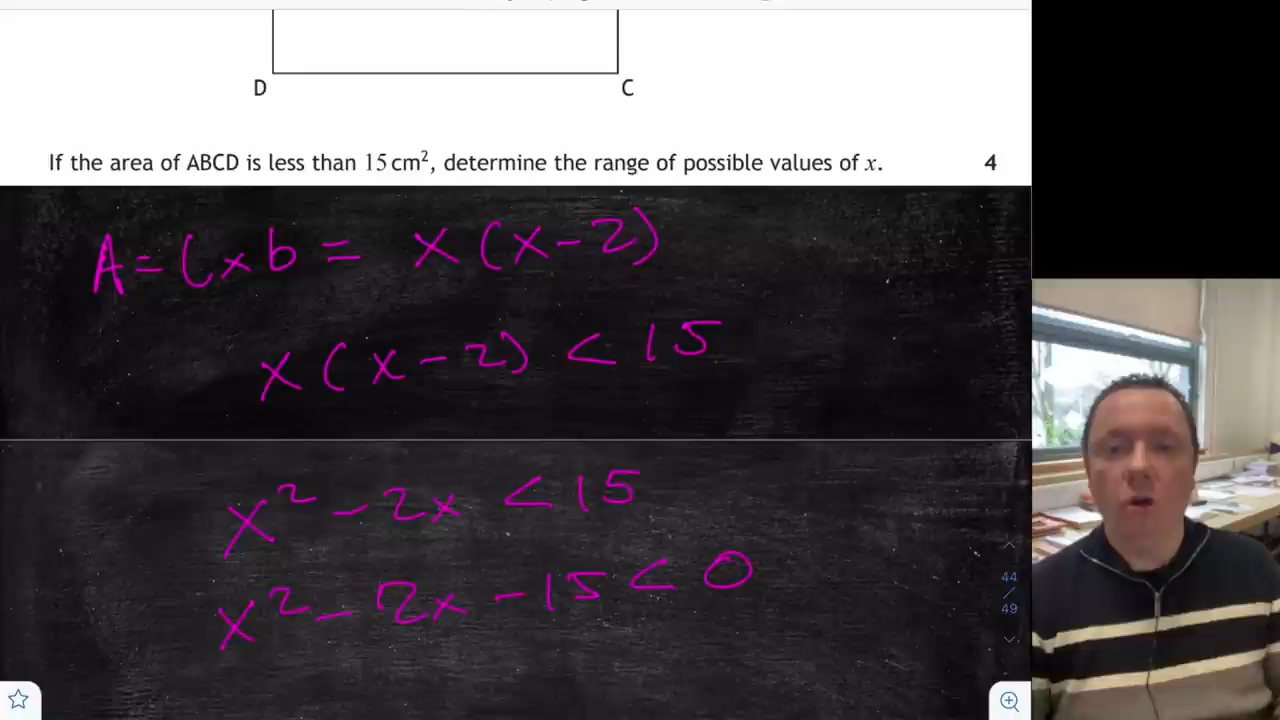 D
C
If the area of ABCD is less than 15 cm², determine the range of possible values of x.
4
A = l x b = x (x - 2)
x (x - 2) < 15
x² - 2x < 15
x² - 2x - 15 < 0
44
/
49